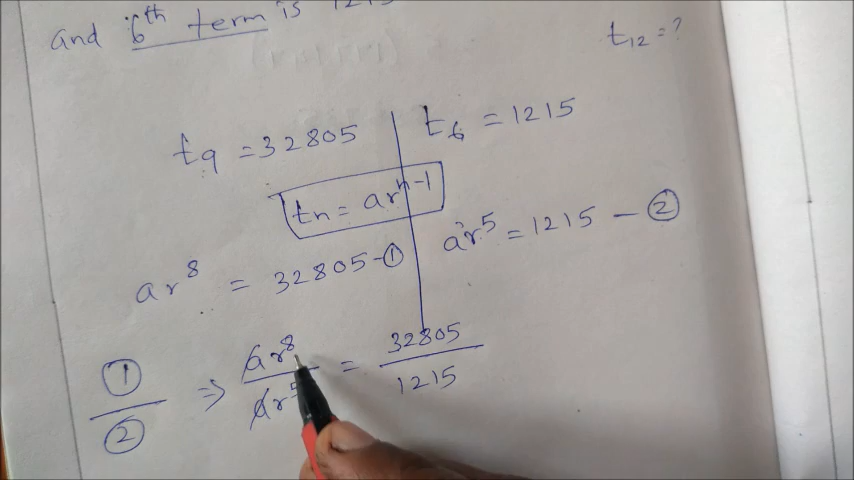 and 6th term is 1215
t12 = ?
t9 = 32805
t6 = 1215
tn = ar^n-1
ar^8 = 32805 - ①
ar^5 = 1215 - ②
①/② ⇒ ar^8/ar^5 = 32805/1215